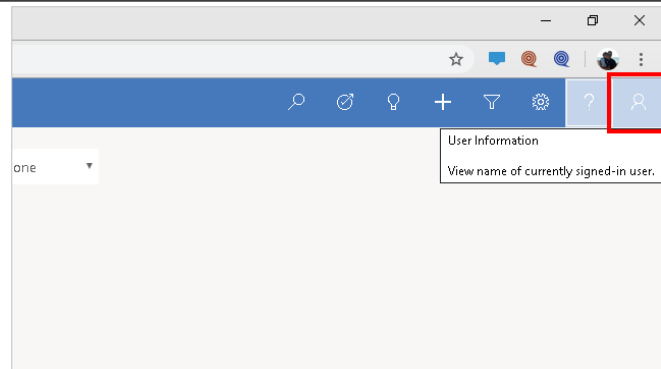 User Information
View name of currently signed-in user.
one